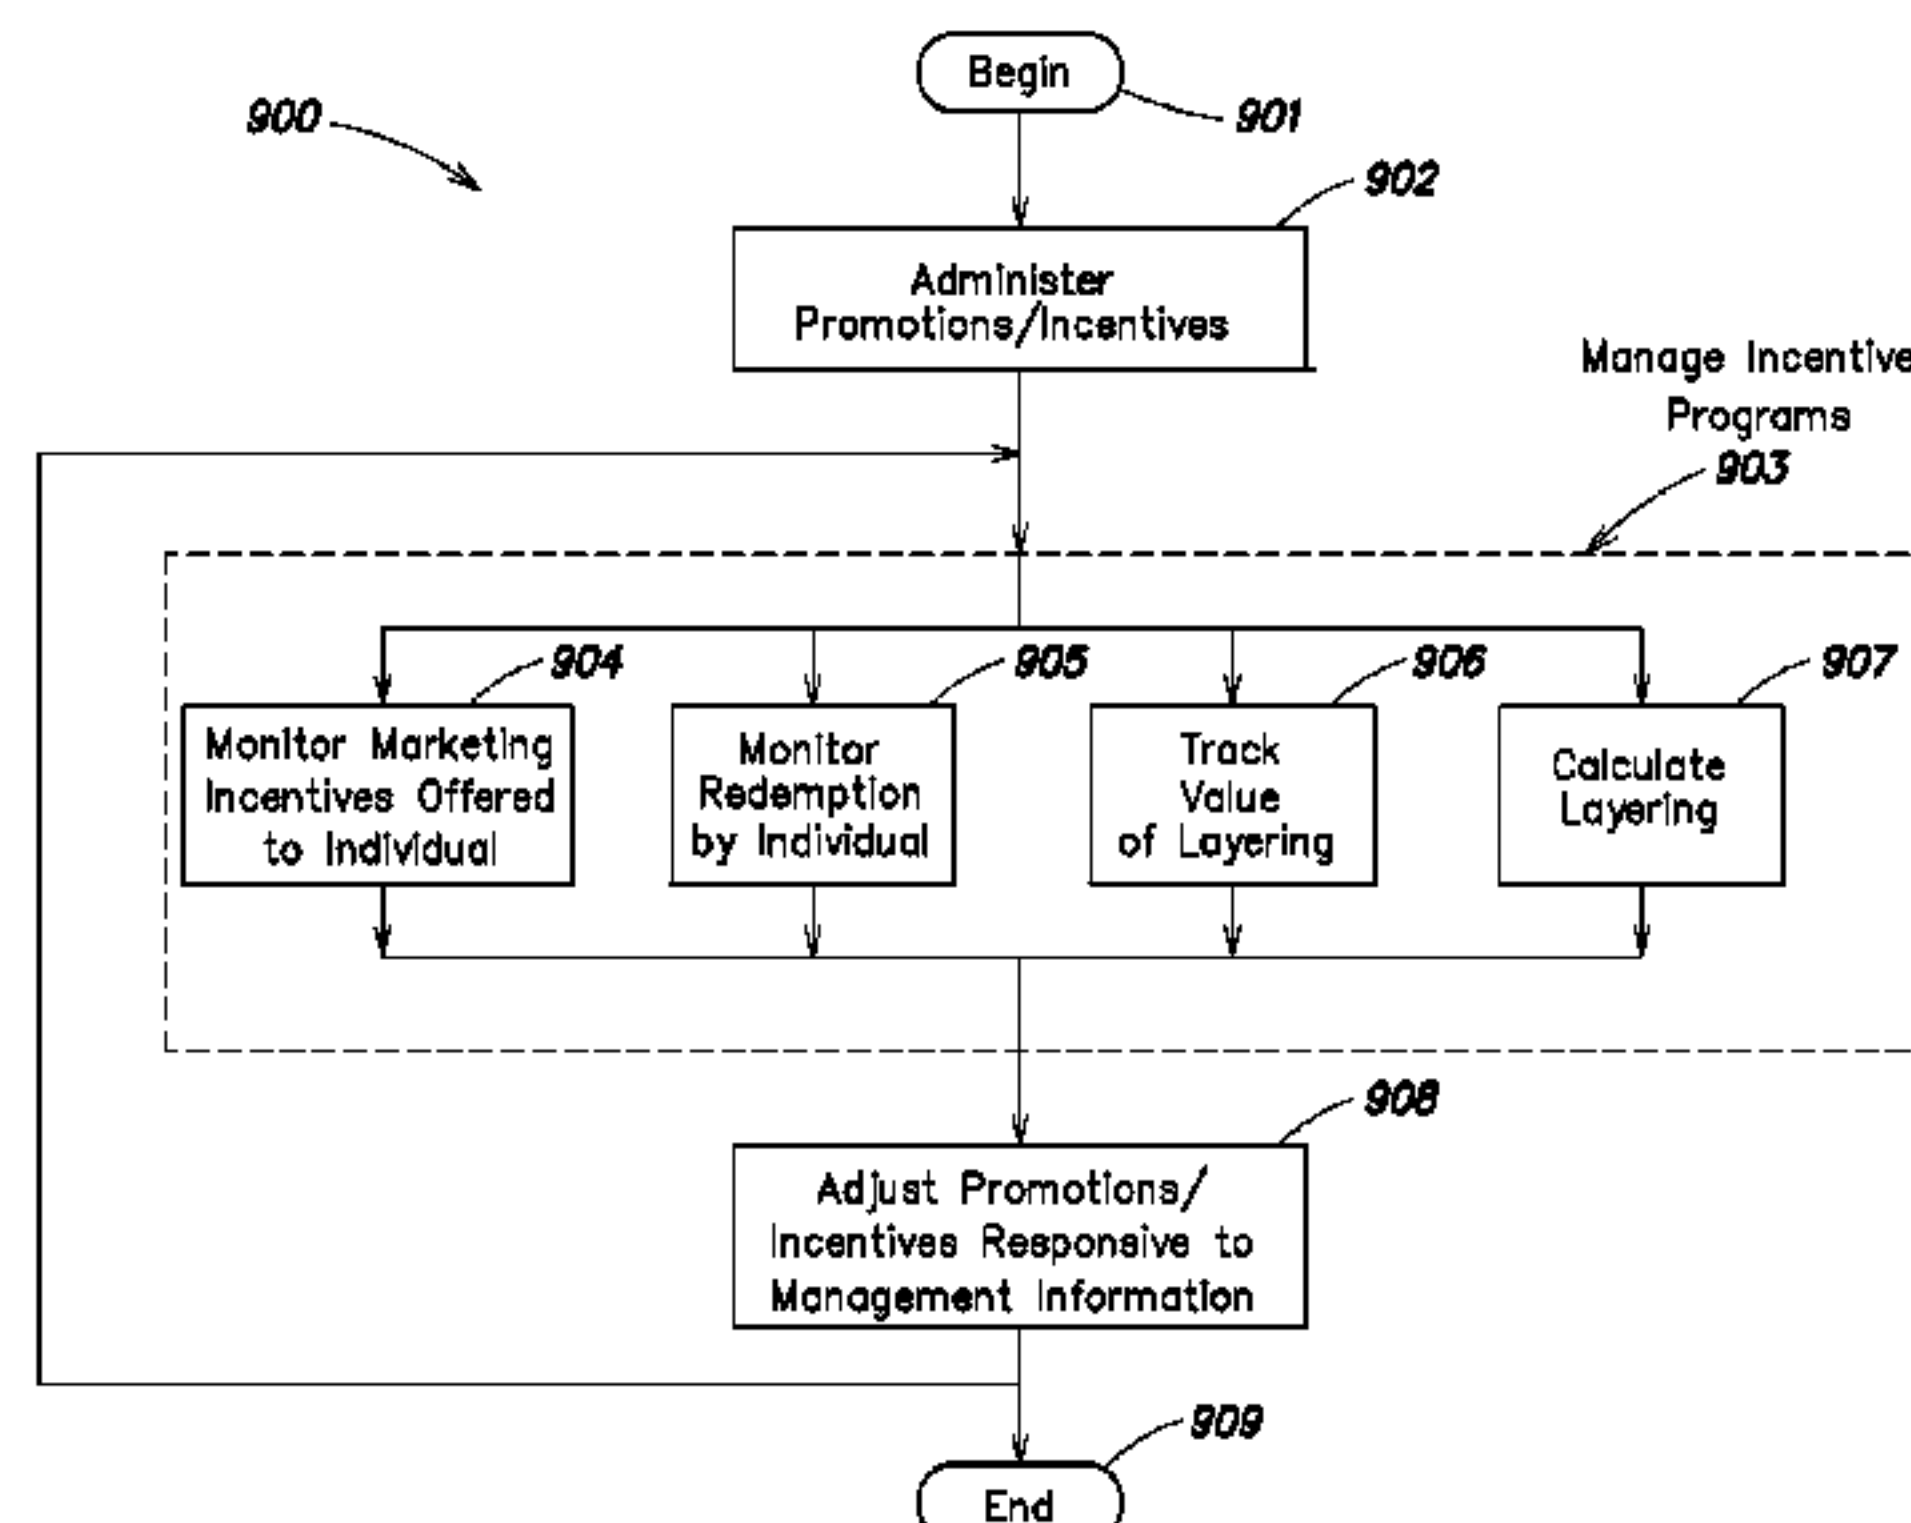 Begin
900
901
902
Administer
Promotions/Incentives
Manage Incentive
Programs
903
904
905
906
907
Monitor Marketing
Incentives Offered
to Individual
Monitor
Redemption
by Individual
Track
Value
of Layering
Calculate
Layering
908
Adjust Promotions/
Incentives Responsive to
Management Information
909
End